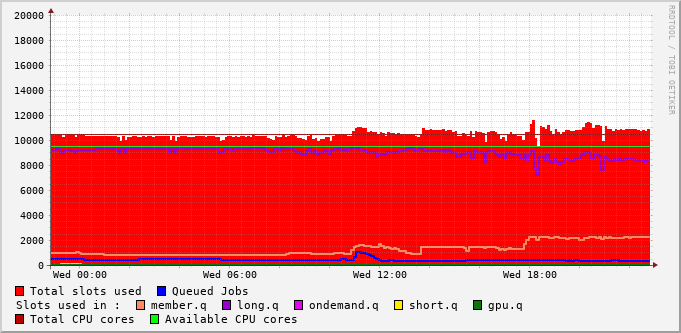 20000
18000
16000
14000
12000
10000
8000
6000
4000
2000
0
Wed 00:00 Wed 06:00 Wed 12:00 Wed 18:00
Total slots used Queued Jobs
Slots used in : member.q long.q ondemand.q short.q gpu.q
Total CPU cores Available CPU cores
RRDTOOL / TOBI OETIKER